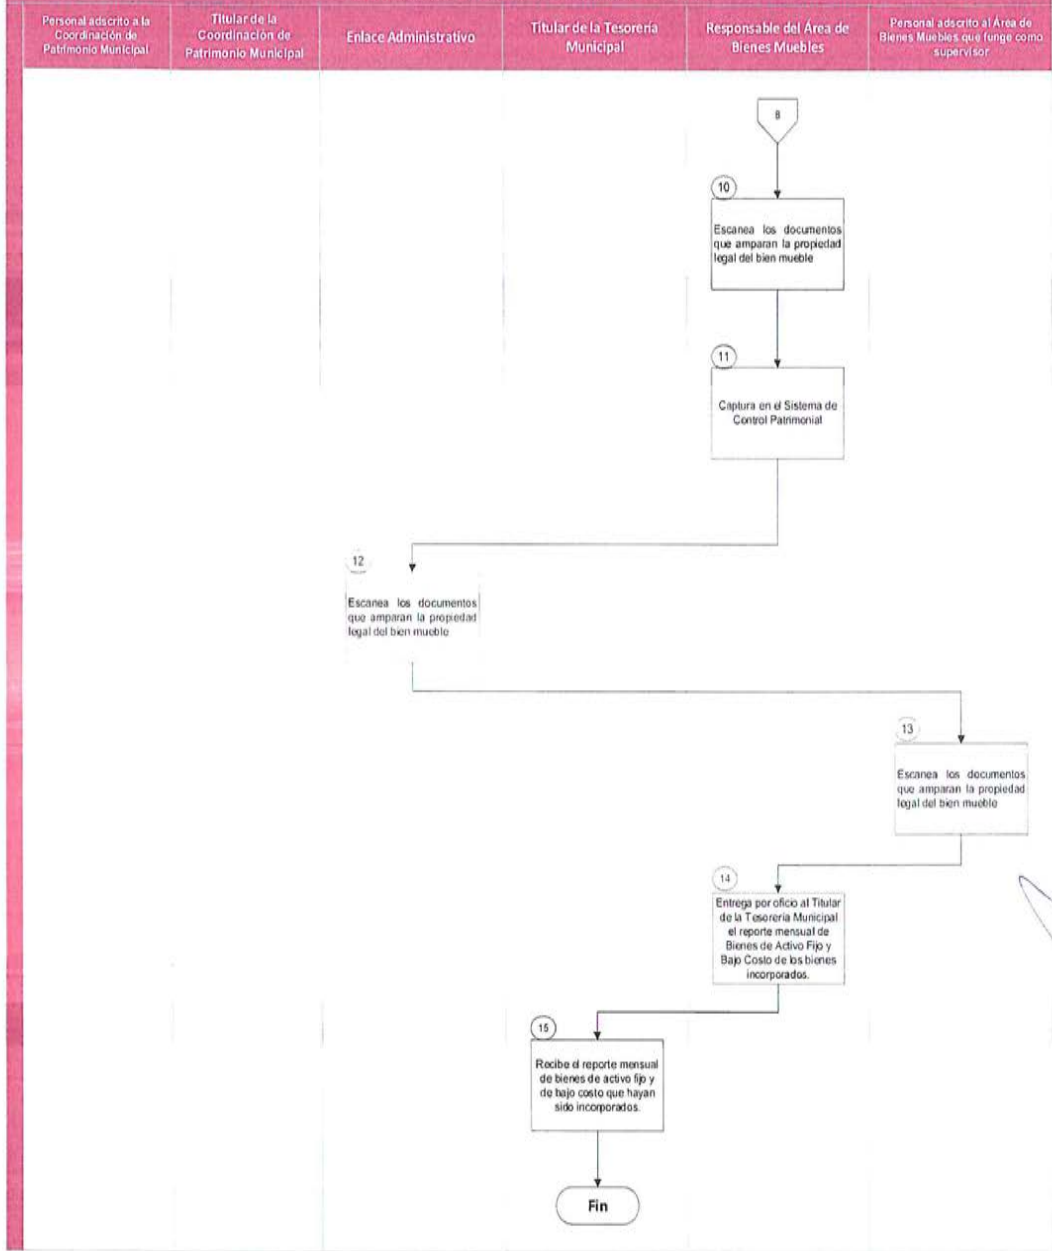 Personal adscrito a la
Coordinación de
Patrimonio Municipal
Titular de la
Coordinación de
Patrimonio Municipal
Enlace Administrativo
Titular de la Tesorería
Municipal
Responsable del Área de
Bienes Muebles
Personal adscrito al Área de
Bienes Muebles que funge como
supervisor
B
10
Escanea los documentos
que amparan la propiedad
legal del bien mueble
11
Captura en el Sistema de
Control Patrimonial
12
Escanea los documentos
que amparan la propiedad
legal del bien mueble
13
Escanea los documentos
que amparan la propiedad
legal del bien mueble
14
Entrega por oficio al Titular
de la Tesorería Municipal
el reporte mensual de
Bienes de Activo Fijo y
Bajo Costo de los bienes
incorporados.
15
Recibe el reporte mensual
de bienes de activo fijo y
de bajo costo que hayan
sido incorporados.
Fin